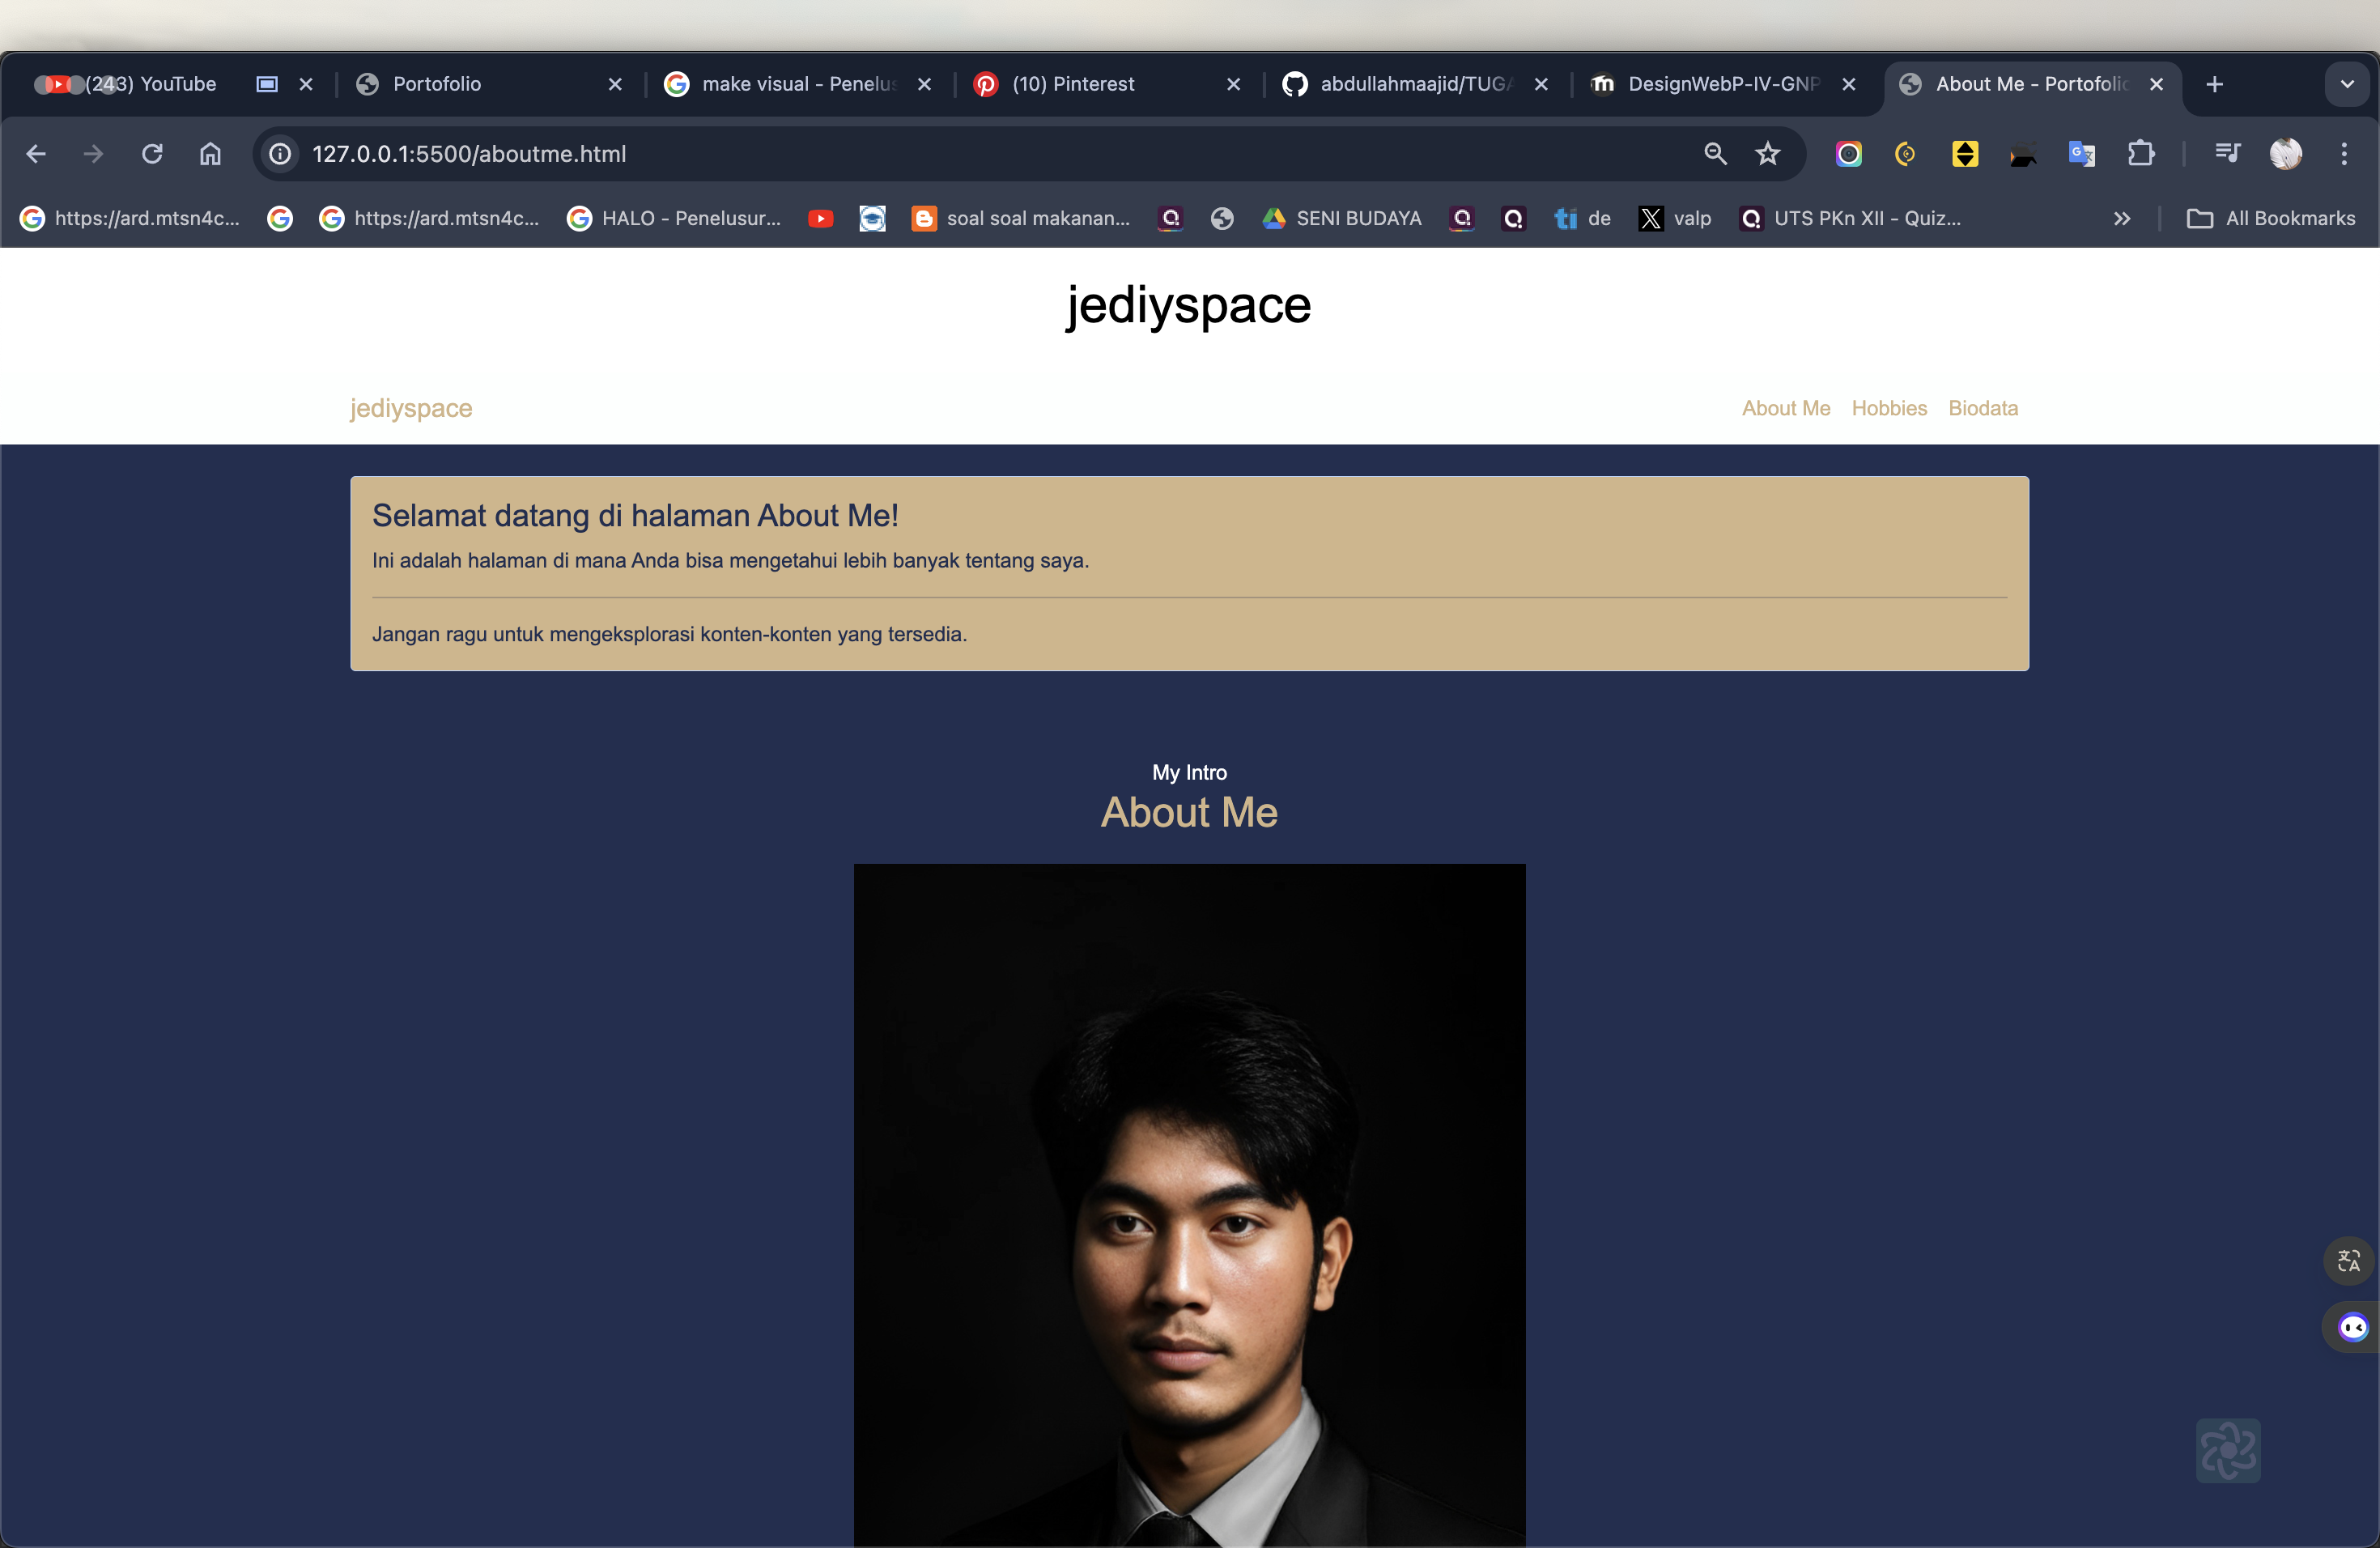 (243) YouTube
Portofolio
make visual - Penelus
(10) Pinterest
abdullahmaajid/TUGA
DesignWebP-IV-GNP
About Me - Portofolio
127.0.0.1:5500/aboutme.html
https://ard.mtsn4c...
https://ard.mtsn4c...
HALO - Penelusur...
soal soal makanan...
SENI BUDAYA
de
valp
UTS PKn XII - Quiz...
All Bookmarks
jediyspace
jediyspace
About Me
Hobbies
Biodata
Selamat datang di halaman About Me!
Ini adalah halaman di mana Anda bisa mengetahui lebih banyak tentang saya.
Jangan ragu untuk mengeksplorasi konten-konten yang tersedia.
My Intro
About Me